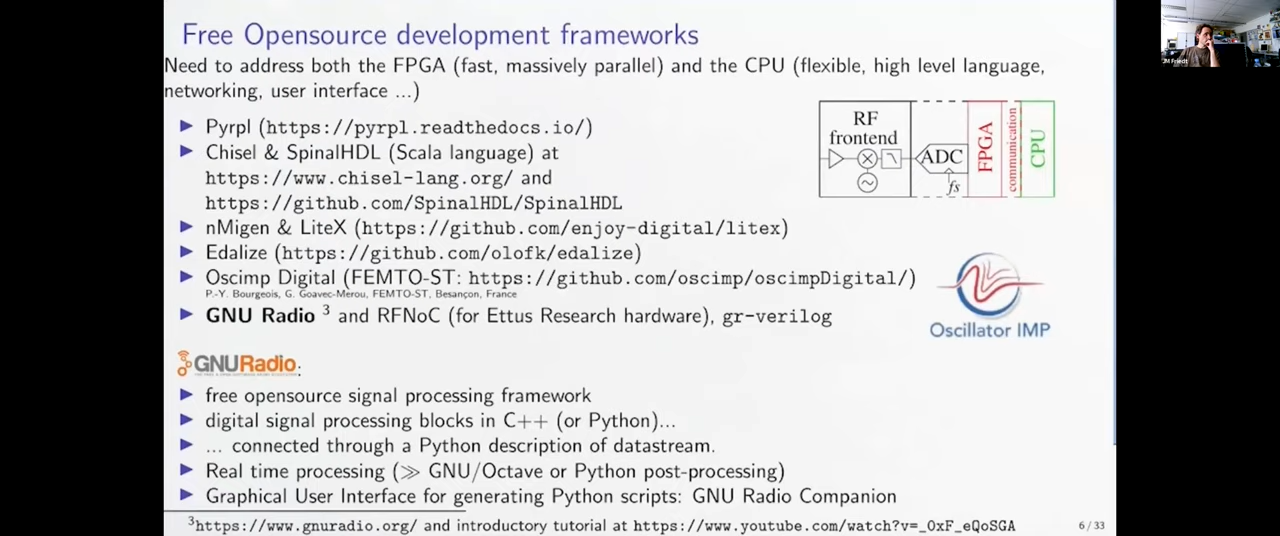 Free Opensource development frameworks
Need to address both the FPGA (fast, massively parallel) and the CPU (flexible, high level language,
networking, user interface ...)
▶ Pyrpl (https://pyrpl.readthedocs.io/)
▶ Chisel & SpinalHDL (Scala language) at
https://www.chisel-lang.org/ and
https://github.com/SpinalHDL/SpinalHDL
▶ nMigen & LiteX (https://github.com/enjoy-digital/litex)
▶ Edalize (https://github.com/olofk/edalize)
▶ Oscimp Digital (FEMTO-ST: https://github.com/oscimp/oscimpDigital/)
P.-Y. Bourgeois, G. Goavec-Merou, FEMTO-ST, Besançon, France
▶ GNU Radio 3 and RFNoC (for Ettus Research hardware), gr-verilog
RF
frontend
ADC
fs
FPGA
communication
CPU
Oscillator IMP
GNURadio:
▶ free opensource signal processing framework
▶ digital signal processing blocks in C++ (or Python)...
▶ ... connected through a Python description of datastream.
▶ Real time processing (≫ GNU/Octave or Python post-processing)
▶ Graphical User Interface for generating Python scripts: GNU Radio Companion
3https://www.gnuradio.org/ and introductory tutorial at https://www.youtube.com/watch?v=_OxF_eQoSGA
6/33
JM Friedt